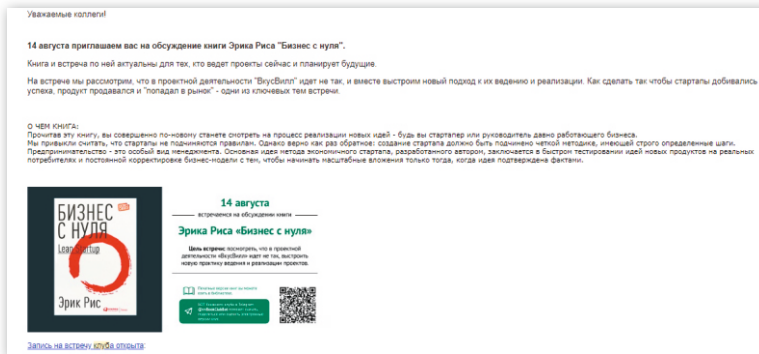 Уважаемые коллеги!
14 августа приглашаем вас на обсуждение книги Эрика Риса "Бизнес с нуля".
Книга и встреча по ней актуальны для тех, кто ведет проекты сейчас и планирует будущие.
На встрече мы рассмотрим, что в проектной деятельности "ВкусВилл" идет не так, и вместе выстроим новый подход к их ведению и реализации. Как сделать так чтобы стартапы добивались
успеха, продукт продавался и "попадал в рынок" - одни из ключевых тем встречи.
О ЧЕМ КНИГА:
Прочитав эту книгу, вы совершенно по-новому станете смотреть на процесс реализации новых идей - будь вы стартапер или руководитель давно работающего бизнеса.
Мы привыкли считать, что стартапы не подчиняются правилам. Однако верно как раз обратное: создание стартапа должно быть подчинено четкой методике, имеющей строго определенные шаги.
Предпринимательство - это особый вид менеджмента. Основная идея метода экономичного стартапа, разработанного автором, заключается в быстром тестировании идей новых продуктов на реальных
потребителях и постоянной корректировке бизнес-модели с тем, чтобы начинать масштабные вложения только тогда, когда идея подтверждена фактами.
БИЗНЕС
С НУЛЯ
Lean Startup
Эрик Рис
14 августа
встречаемся на обсуждении книги
Эрика Риса «Бизнес с нуля»
Цель встречи: посмотреть, что в проектной
деятельности «ВкусВилл» идет не так, выстроить
новую практику ведения и реализации проектов.
Запись на встречу клуба открыта: